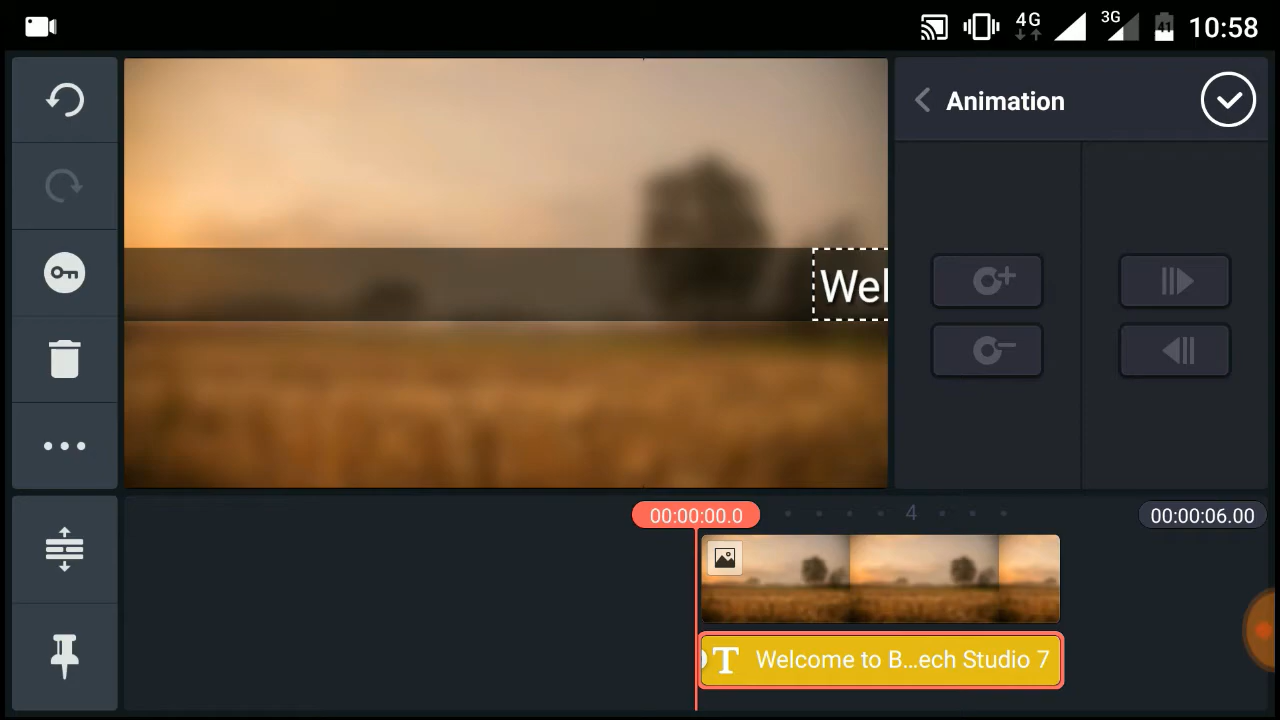 4G
3G
41
10:58
Animation
Wel
00:00:00.0
4
00:00:06.00
T Welcome to B...ech Studio 7